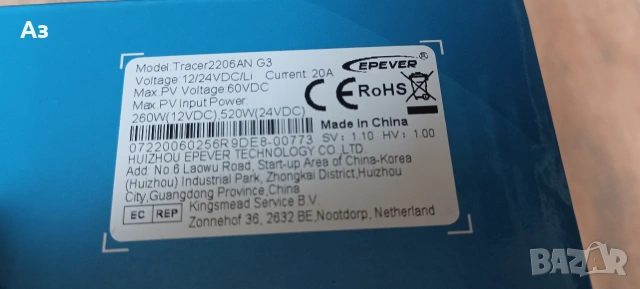 Аз
Model:Tracer2206AN G3
EPEVER
Voltage:12/24VDC/Li Current:20A
Max.PV Voltage:60VDC
Max PV Input Power:
260W(12VDC) 520W(24VDC)
CE RoHS
Made in China
07220060256R9DE8-00773 SV: 1.10 HV: 1.00
HUIZHOU EPEVER TECHNOLOGY CO.,LTD.
Add: No.6 Laowu Road, Start-up Area of China-Korea
(Huizhou) Industrial Park, Zhongkai District,Huizhou
City,Guangdong Province,China
EC REP Kingsmead Service B.V.
Zonnehof 36, 2632 BE,Nootdorp, Netherland
BAZAR
bg